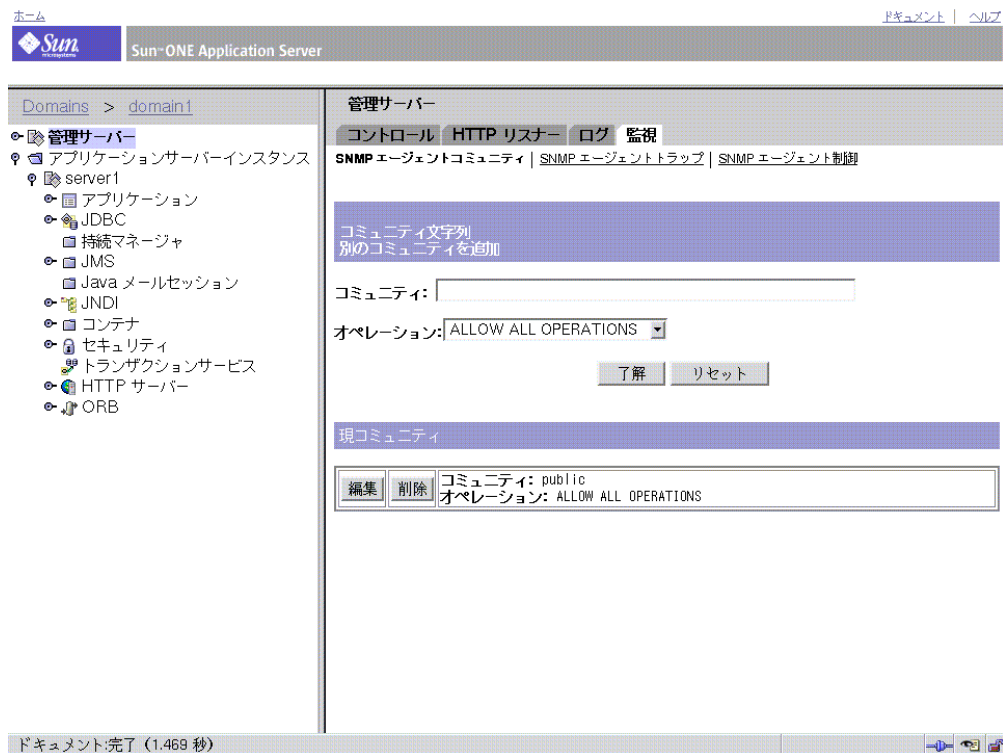 ホーム
ドキュメント | ヘルプ
Sun
microsystems
Sun™ONE Application Server
Domains > domain1
管理サーバー
アプリケーションサーバーインスタンス
server1
アプリケーション
JDBC
持続マネージャ
JMS
Java メールセッション
JNDI
コンテナ
セキュリティ
トランザクションサービス
HTTP サーバー
ORB
管理サーバー
コントロール HTTP リスナー ログ 監視
SNMP エージェントコミュニティ | SNMP エージェントトラップ | SNMP エージェント制御
コミュニティ文字列
別のコミュニティを追加
コミュニティ:
オペレーション: ALLOW ALL OPERATIONS
了解 リセット
現コミュニティ
編集 削除 コミュニティ: public
オペレーション: ALLOW ALL OPERATIONS
ドキュメント:完了 (1.469 秒)